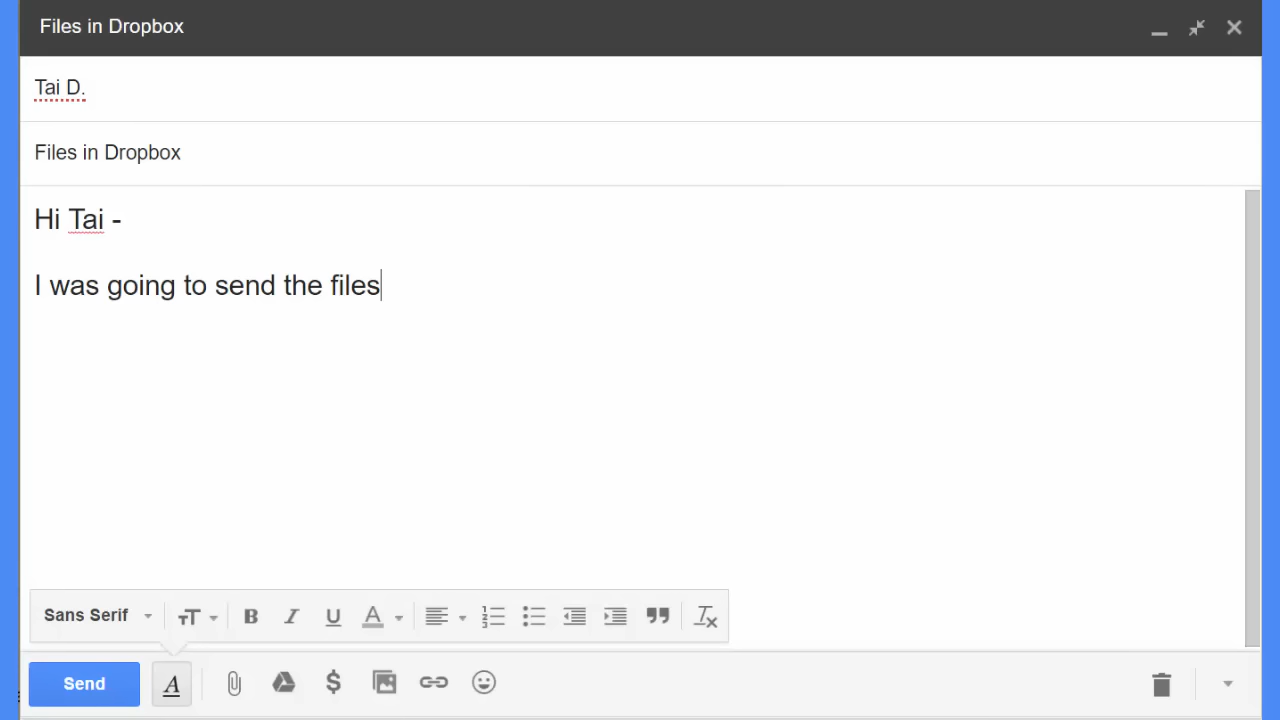 Files in Dropbox
Tai D.
Files in Dropbox
Hi Tai -
I was going to send the files
Sans Serif
Send